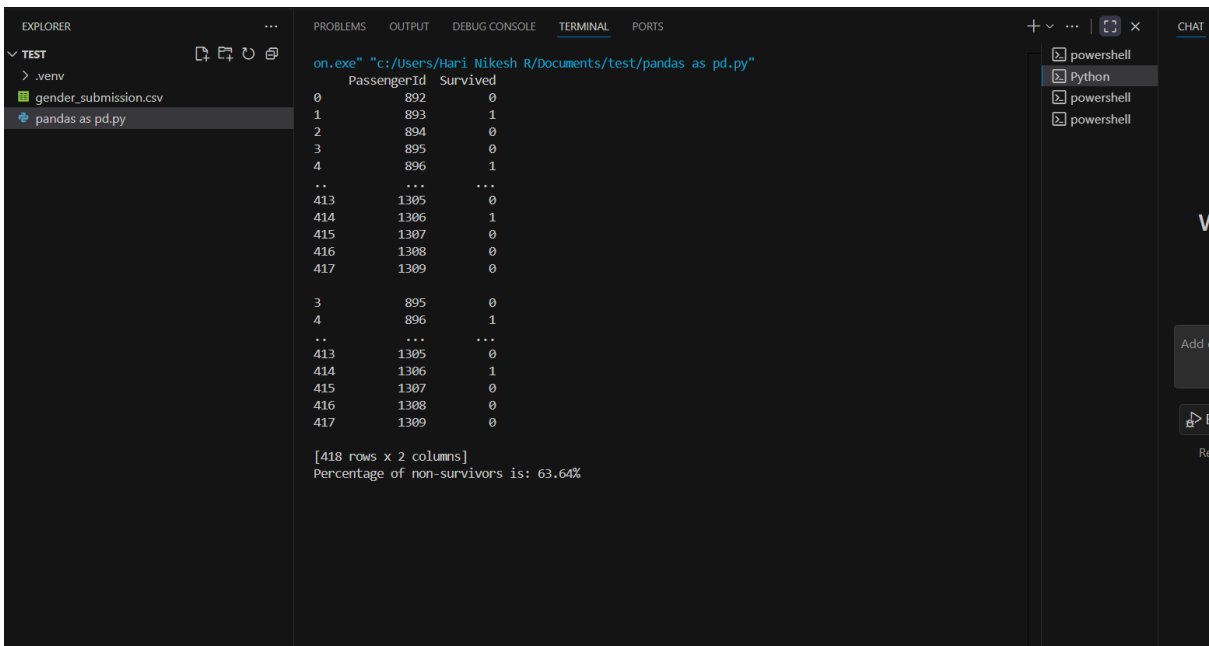 EXPLORER
TEST
.venv
gender_submission.csv
pandas as pd.py
PROBLEMS OUTPUT DEBUG CONSOLE TERMINAL PORTS
on.exe" "c:/Users/Hari Nikesh R/Documents/test/pandas as pd.py"
PassengerId Survived
0 892 0
1 893 1
2 894 0
3 895 0
4 896 1
.. ... ...
413 1305 0
414 1306 1
415 1307 0
416 1308 0
417 1309 0
3 895 0
4 896 1
.. ... ...
413 1305 0
414 1306 1
415 1307 0
416 1308 0
417 1309 0
[418 rows x 2 columns]
Percentage of non-survivors is: 63.64%
powershell
Python
powershell
powershell
CHAT
Add